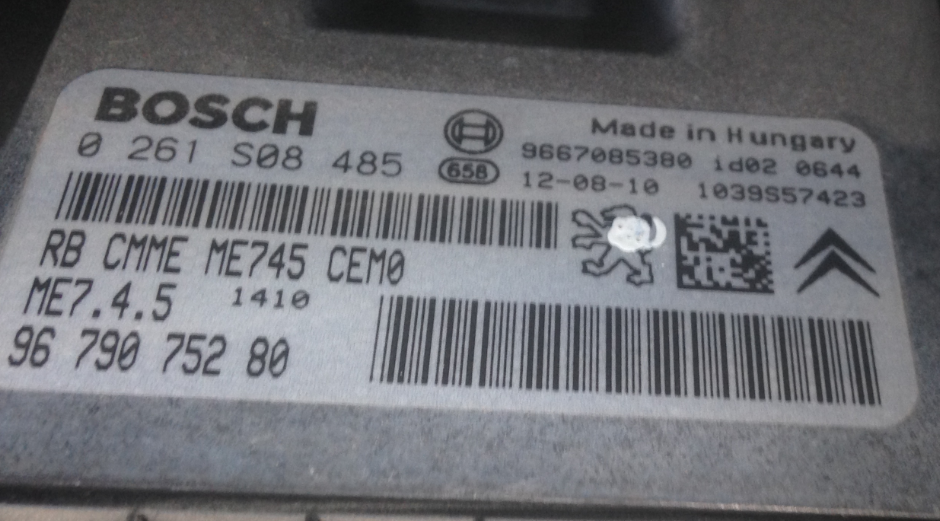 BOSCH
0 261 S08 485
658
Made in Hungary
9667085380 id02 0644
12-08-10 1039S57423
RB CMME ME745 CEM0
ME7.4.5 1410
96 790 752 80